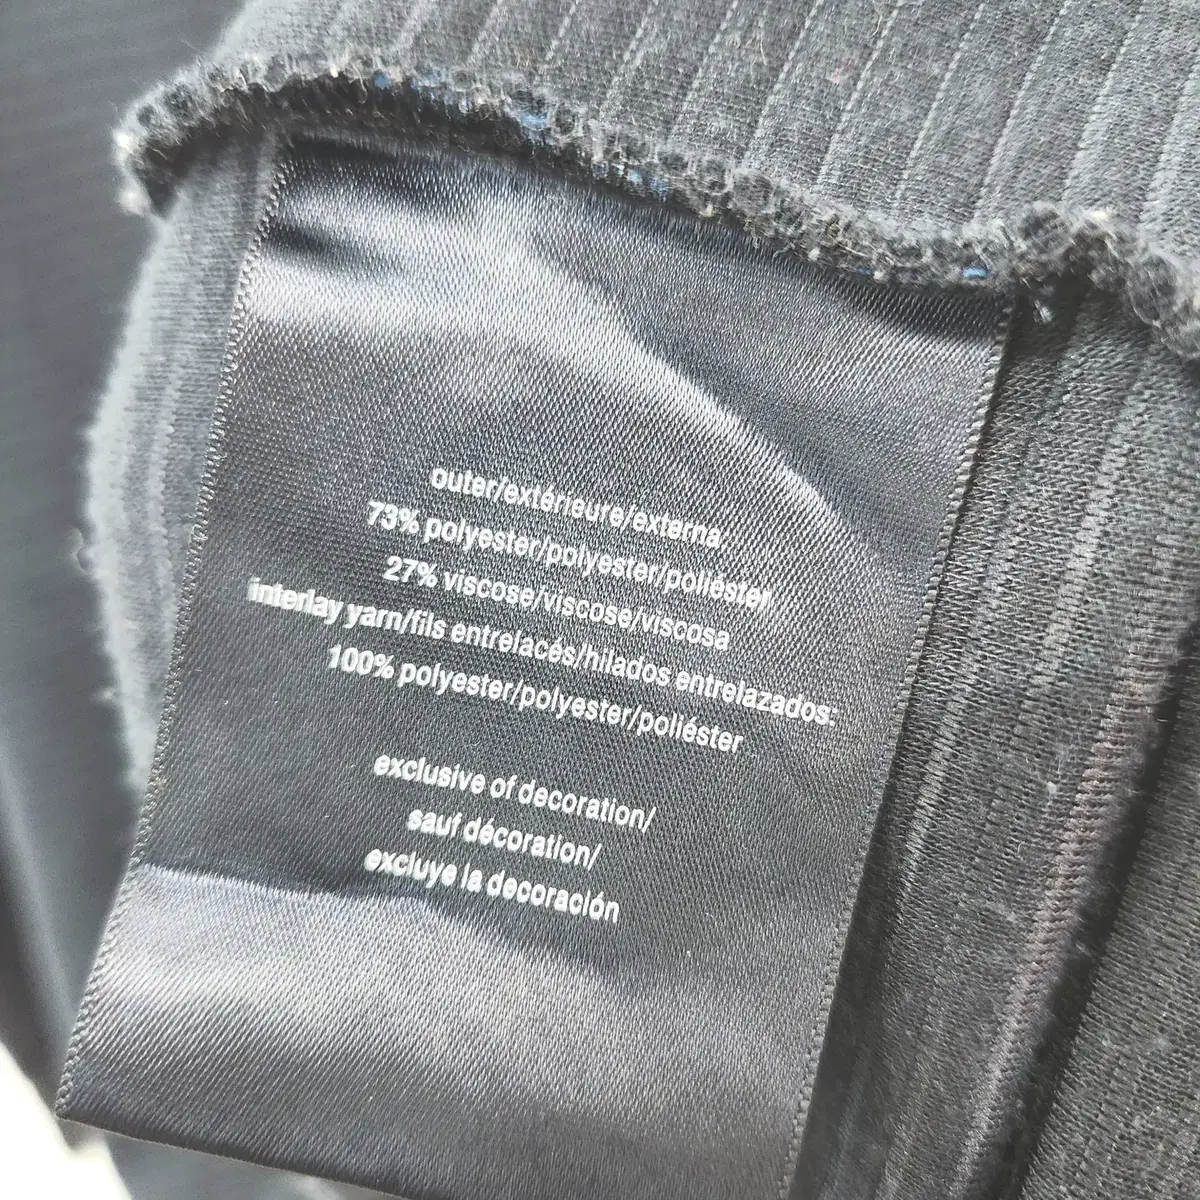 outer/extérieure/externa:
73% polyester/polyester/poliéster
27% viscose/viscose/viscosa
interlay yarn/fils entrelacés/hilados entrelazados:
100% polyester/polyester/poliéster
exclusive of decoration/
sauf décoration/
excluye la decoración